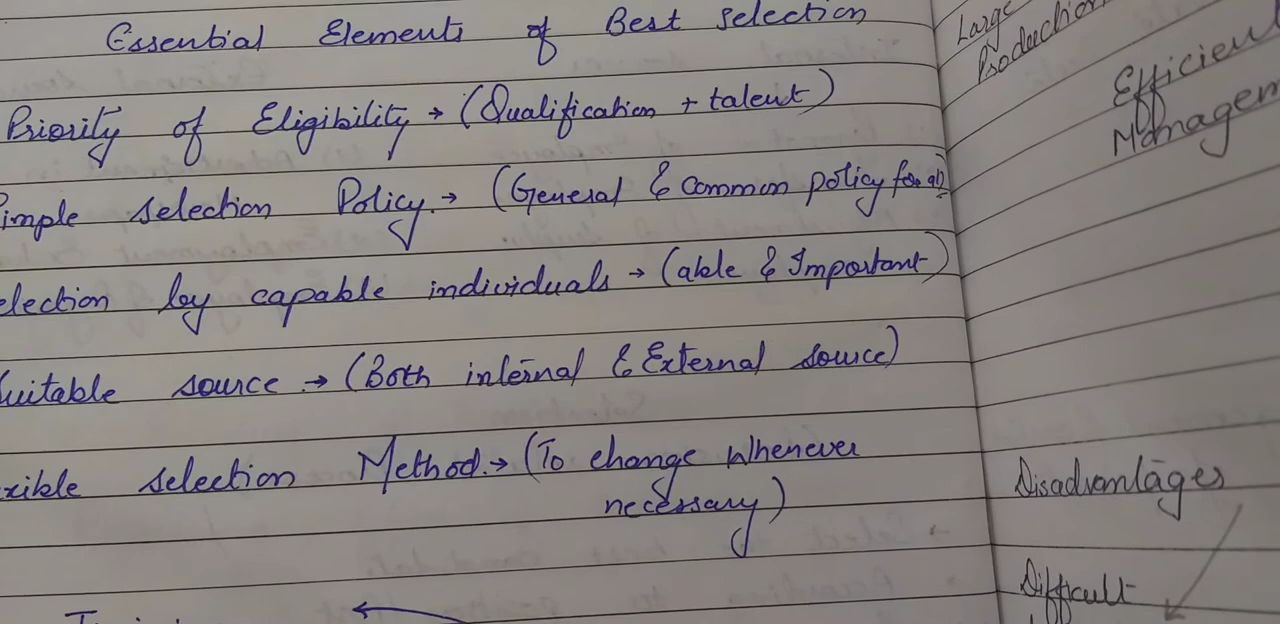 Essential Elements of Best selection
Priority of Eligibility → (Qualification + talent)
imple selection Policy → (General & Common policy for all)
election by capable individuals → (able & Important)
uitable source → (Both internal & External source)
xible selection Method → (To change Whenever
necessary)
Large
Production
Efficien
Managem
Disadvantages
Difficult